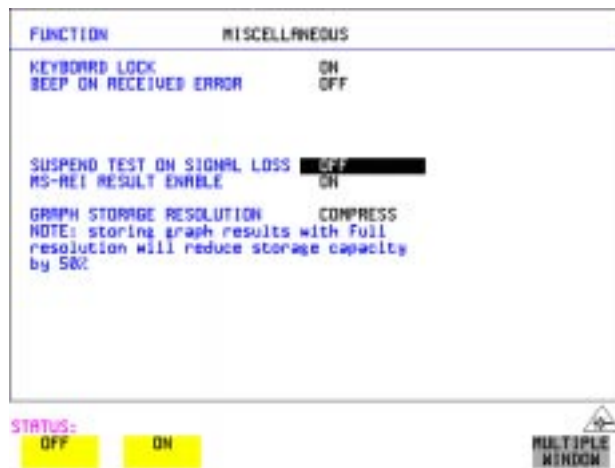 FUNCTION MISCELLANEOUS
KEYBOARD LOCK ON
BEEP ON RECEIVED ERROR OFF
SUSPEND TEST ON SIGNAL LOSS OFF
MS-REI RESULT ENABLE ON
GRAPH STORAGE RESOLUTION COMPRESS
NOTE: storing graph results with Full
resolution will reduce storage capacity
by 50%
STATUS:
OFF ON MULTIPLE
WINDOW